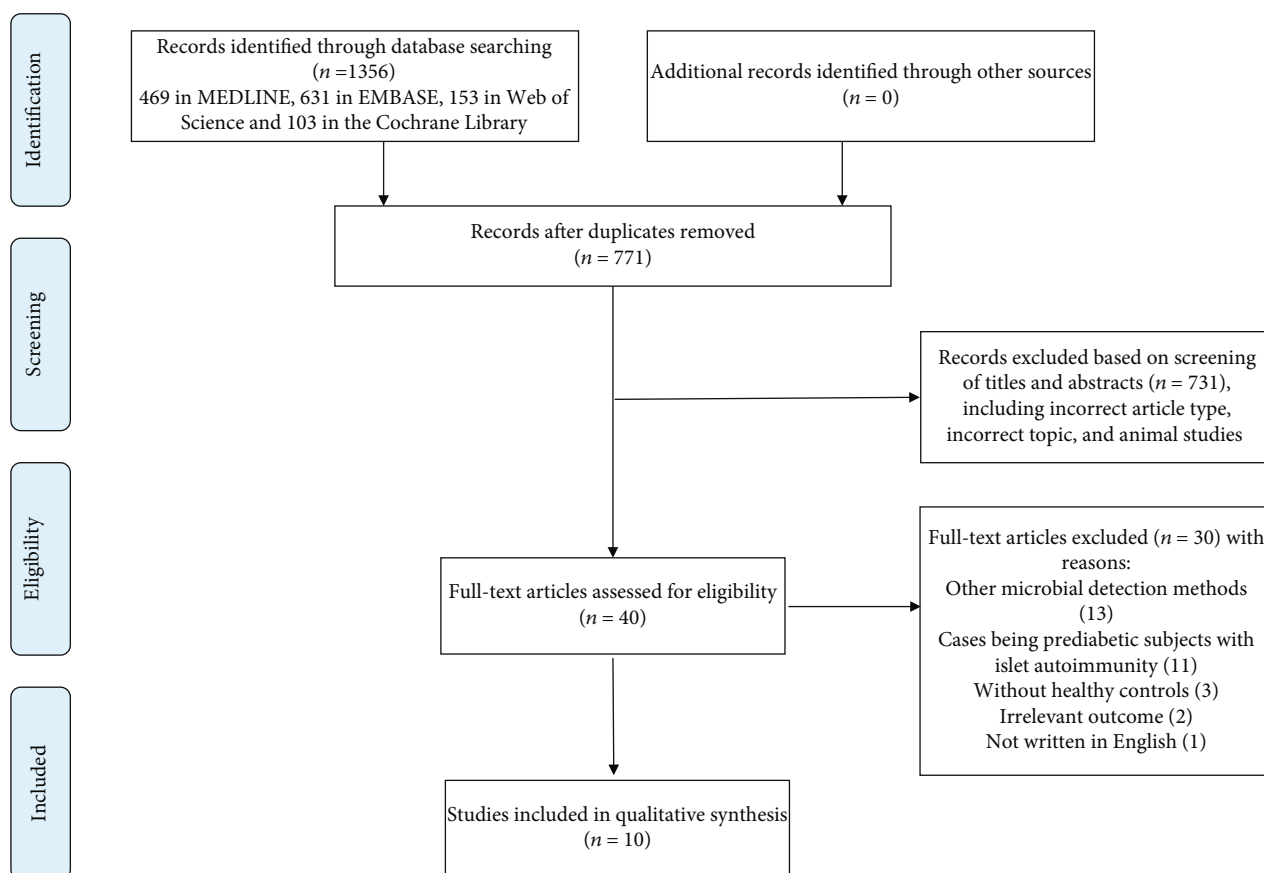 Identification
Records identified through database searching
(n =1356)
469 in MEDLINE, 631 in EMBASE, 153 in Web of
Science and 103 in the Cochrane Library
Additional records identified through other sources
(n = 0)
Records after duplicates removed
(n = 771)
Screening
Records excluded based on screening
of titles and abstracts (n = 731),
including incorrect article type,
incorrect topic, and animal studies
Eligibility
Full-text articles assessed for eligibility
(n = 40)
Full-text articles excluded (n = 30) with
reasons:
Other microbial detection methods
(13)
Cases being prediabetic subjects with
islet autoimmunity (11)
Without healthy controls (3)
Irrelevant outcome (2)
Not written in English (1)
Included
Studies included in qualitative synthesis
(n = 10)